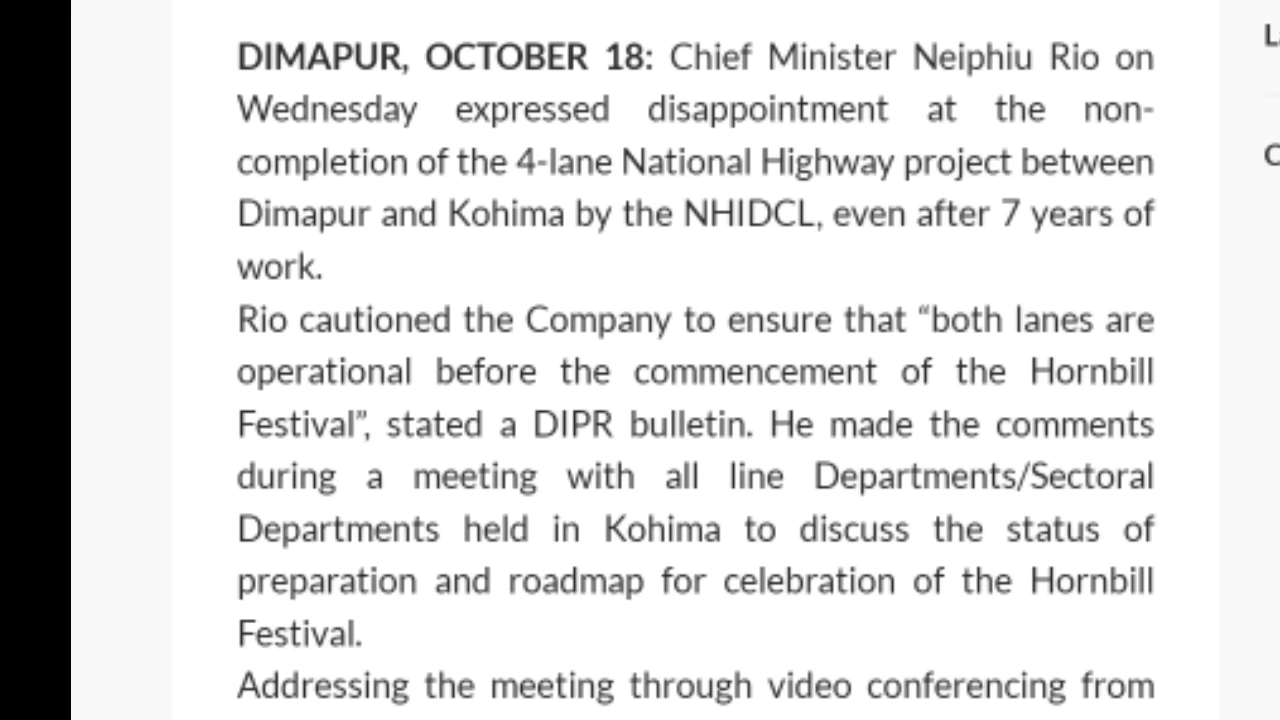 DIMAPUR, OCTOBER 18: Chief Minister Neiphiu Rio on
Wednesday expressed disappointment at the non-
completion of the 4-lane National Highway project between
Dimapur and Kohima by the NHIDCL, even after 7 years of
work.
Rio cautioned the Company to ensure that “both lanes are
operational before the commencement of the Hornbill
Festival”, stated a DIPR bulletin. He made the comments
during a meeting with all line Departments/Sectoral
Departments held in Kohima to discuss the status of
preparation and roadmap for celebration of the Hornbill
Festival.
Addressing the meeting through video conferencing from